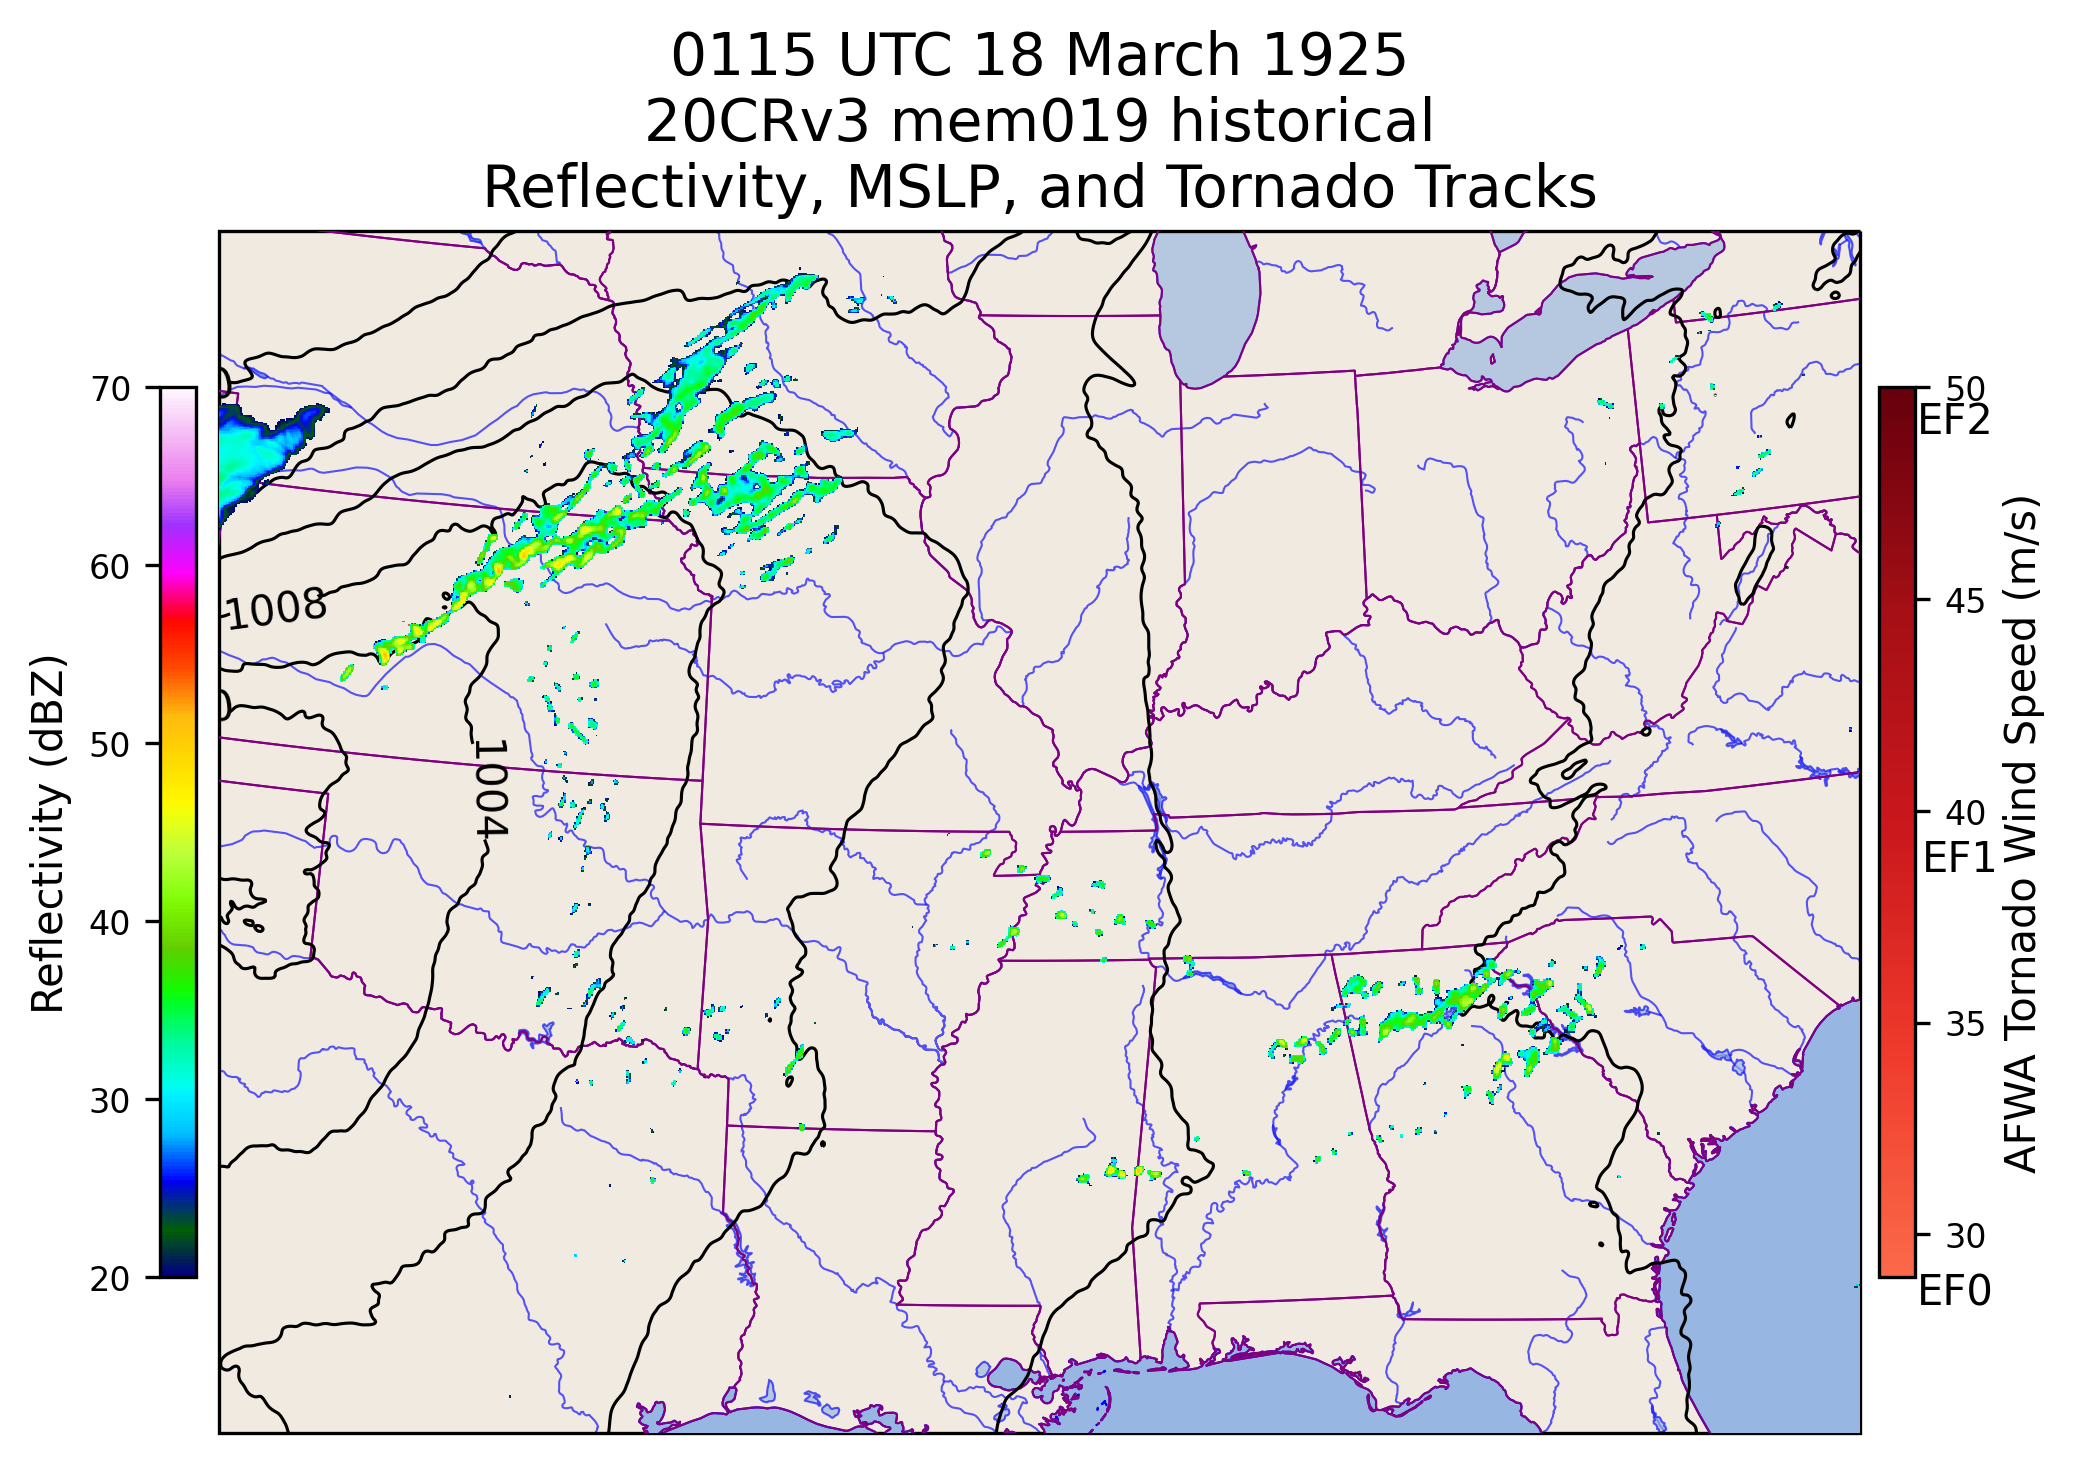 0115 UTC 18 March 1925
20CRv3 mem019 historical
Reflectivity, MSLP, and Tornado Tracks
70
60
50
40
30
20
Reflectivity (dBZ)
1008
1004
50
EF2
45
40
EF1
35
30
EF0
AFWA Tornado Wind Speed (m/s)